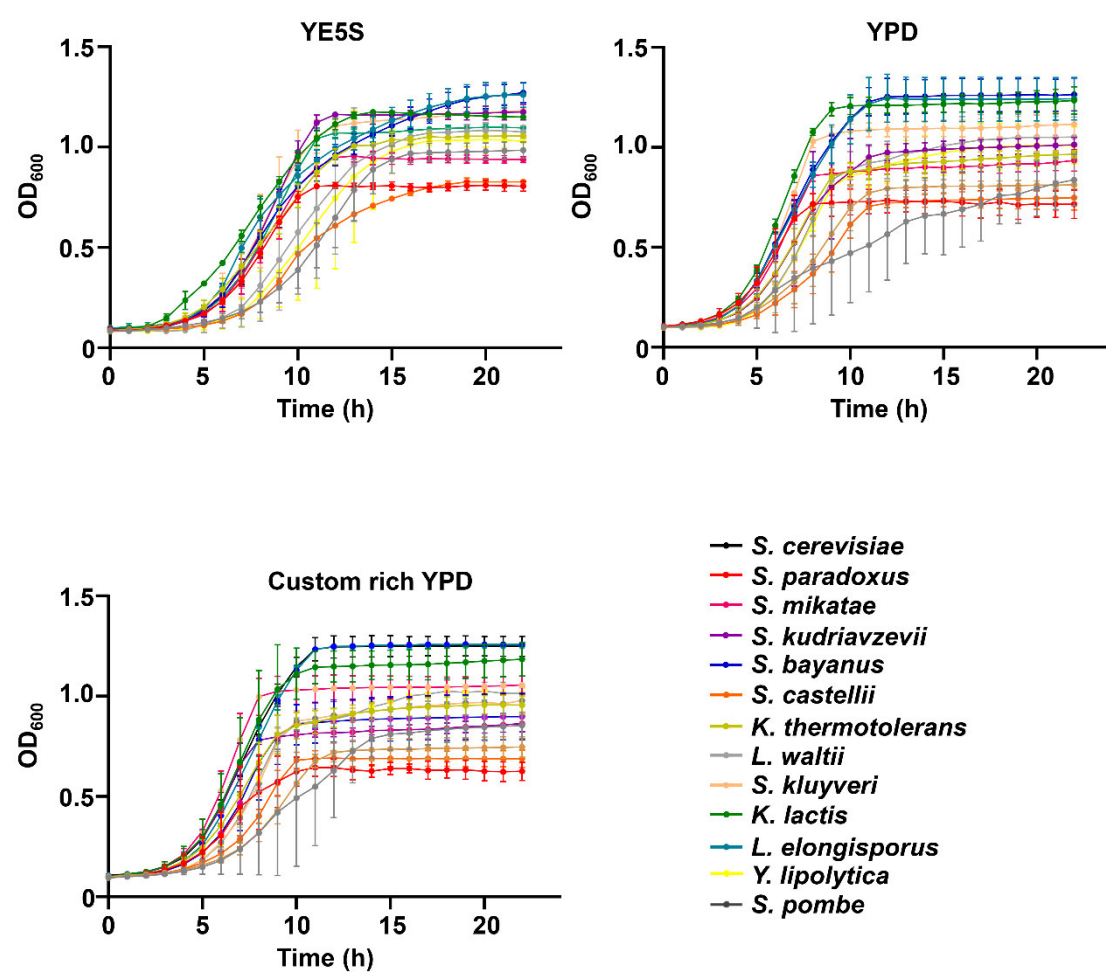 YE5S
1.5
1.0
0.5
0
OD600
0 5 10 15 20
Time (h)
YPD
1.5
1.0
0.5
0
OD600
0 5 10 15 20
Time (h)
Custom rich YPD
1.5
1.0
0.5
0
OD600
0 5 10 15 20
Time (h)
S. cerevisiae
S. paradoxus
S. mikatae
S. kudriavzevii
S. bayanus
S. castellii
K. thermotolerans
L. waltii
S. kluyveri
K. lactis
L. elongisporus
Y. lipolytica
S. pombe